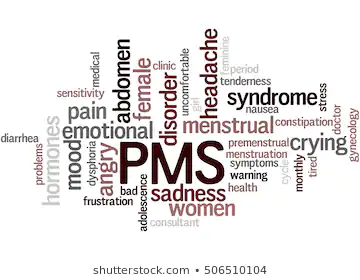 PMS
syndrome
headache
menstrual
crying
sadness
women
disorder
female
abdomen
emotional
pain
hormones
mood
angry
dysphoria
sensitivity
medical
clinic
uncomfortable
girl
feminine
period
tenderness
nausea
stress
constipation
doctor
gynecology
premenstrual
menstruation
symptoms
warning
health
cycle
monthly
tired
diarrhea
problems
frustration
bad
adolescence
consultant
shutterstock.com • 506510104